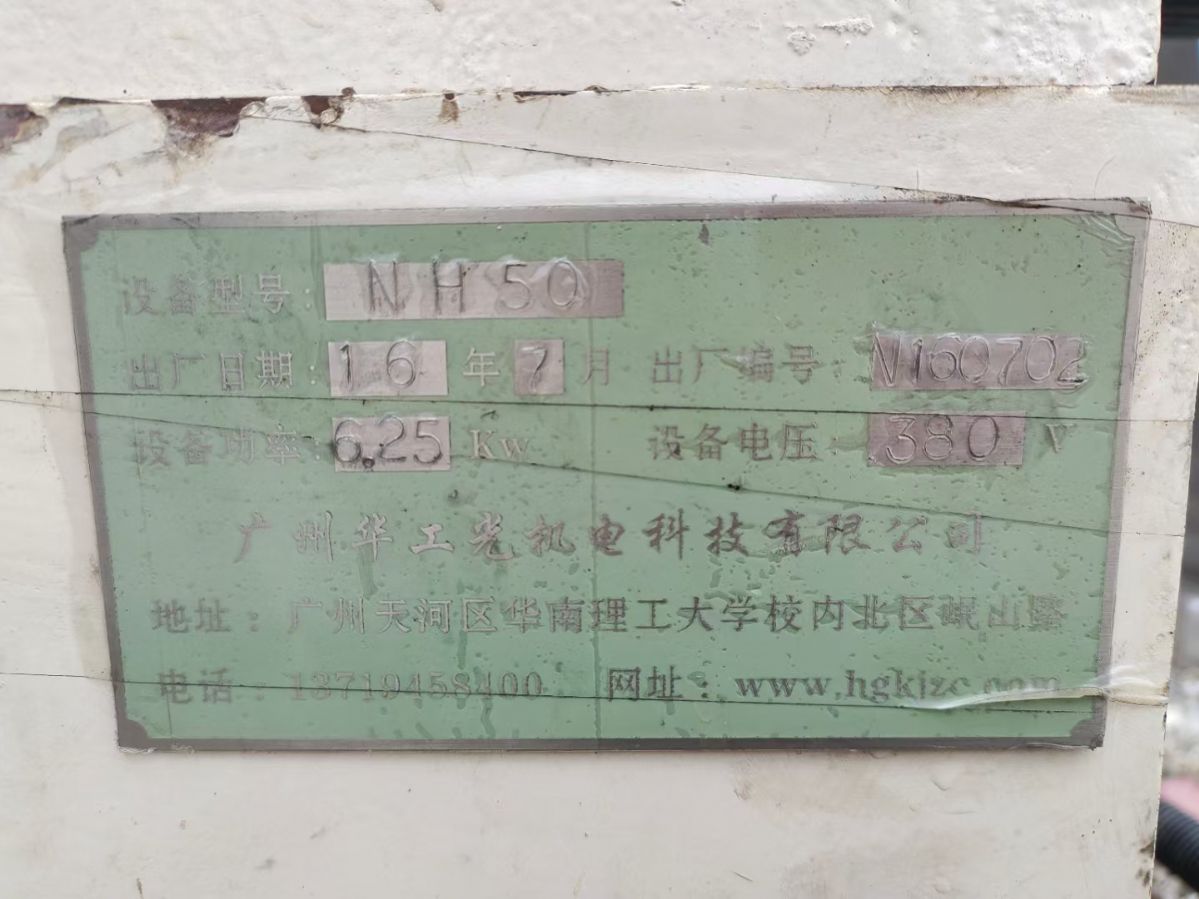 设备型号: NH50
出厂日期: 16 年 7 月 出厂编号: N160702
设备功率: 6.25 Kw 设备电压: 380 V
广州华工光机电科技有限公司
地址：广州天河区华南理工大学校内北区岷山路
电话：13719458400 网址：www.hgkjzc.com